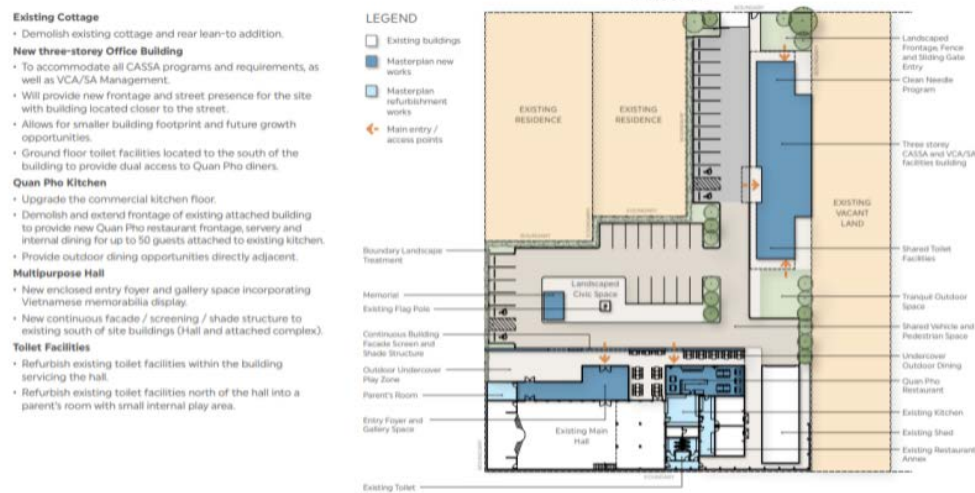 Existing Cottage
• Demolish existing cottage and rear lean-to addition.
New three-storey Office Building
• To accommodate all CASSA programs and requirements, as
well as VCA/SA Management.
• Will provide new frontage and street presence for the site
with building located closer to the street.
• Allows for smaller building footprint and future growth
opportunities.
• Ground floor toilet facilities located to the south of the
building to provide dual access to Quan Pho diners.
Quan Pho Kitchen
• Upgrade the commercial kitchen floor.
• Demolish and extend frontage of existing attached building
to provide new Quan Pho restaurant frontage, servery and
internal dining for up to 50 guests attached to existing kitchen.
• Provide outdoor dining opportunities directly adjacent.
Multipurpose Hall
• New enclosed entry foyer and gallery space incorporating
Vietnamese memorabilia display.
• New continuous facade / screening / shade structure to
existing south of site buildings (Hall and attached complex).
Toilet Facilities
• Refurbish existing toilet facilities within the building
servicing the hall.
• Refurbish existing toilet facilities north of the hall into a
parent's room with small internal play area.
LEGEND
Existing buildings
Masterplan new
works
Masterplan
refurbishment
works
Main entry /
access points
BOUNDARY
EXISTING
RESIDENCE
EXISTING
RESIDENCE
BOUNDARY
BOUNDARY
BOUNDARY
BOUNDARY
BOUNDARY
EXISTING
VACANT
LAND
Landscaped
Frontage, Fence
and Sliding Gate
Entry
Clean Needle
Program
Three storey
CASSA and VCA/SA
facilities building
Shared Toilet
Facilities
Tranquil Outdoor
Space
Shared Vehicle and
Pedestrian Space
Undercover
Outdoor Dining
Quan Pho
Restaurant
Existing Kitchen
Existing Shed
Existing Restaurant
Annex
Boundary Landscape
Treatment
Memorial
Existing Flag Pole
Continuous Building
Facade Screen and
Shade Structure
Outdoor Undercover
Play Zone
Parent's Room
Entry Foyer and
Gallery Space
Existing Toilet
Landscaped
Civic Space
Existing Main
Hall
BOUNDARY
BOUNDARY